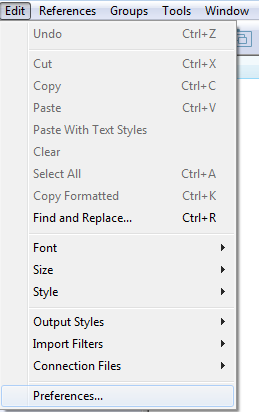 Edit References Groups Tools Window
Undo Ctrl+Z
Cut Ctrl+X
Copy Ctrl+C
Paste Ctrl+V
Paste With Text Styles
Clear
Select All Ctrl+A
Copy Formatted Ctrl+K
Find and Replace... Ctrl+R
Font
Size
Style
Output Styles
Import Filters
Connection Files
Preferences...